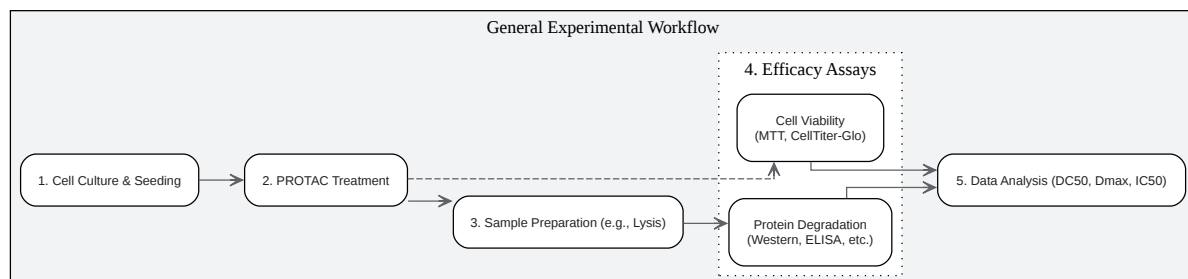 General Experimental Workflow
4. Efficacy Assays
Cell Viability
(MTT, CellTiter-Glo)
1. Cell Culture & Seeding
2. PROTAC Treatment
5. Data Analysis (DC50, Dmax, IC50)
3. Sample Preparation (e.g., Lysis)
Protein Degradation
(Western, ELISA, etc.)